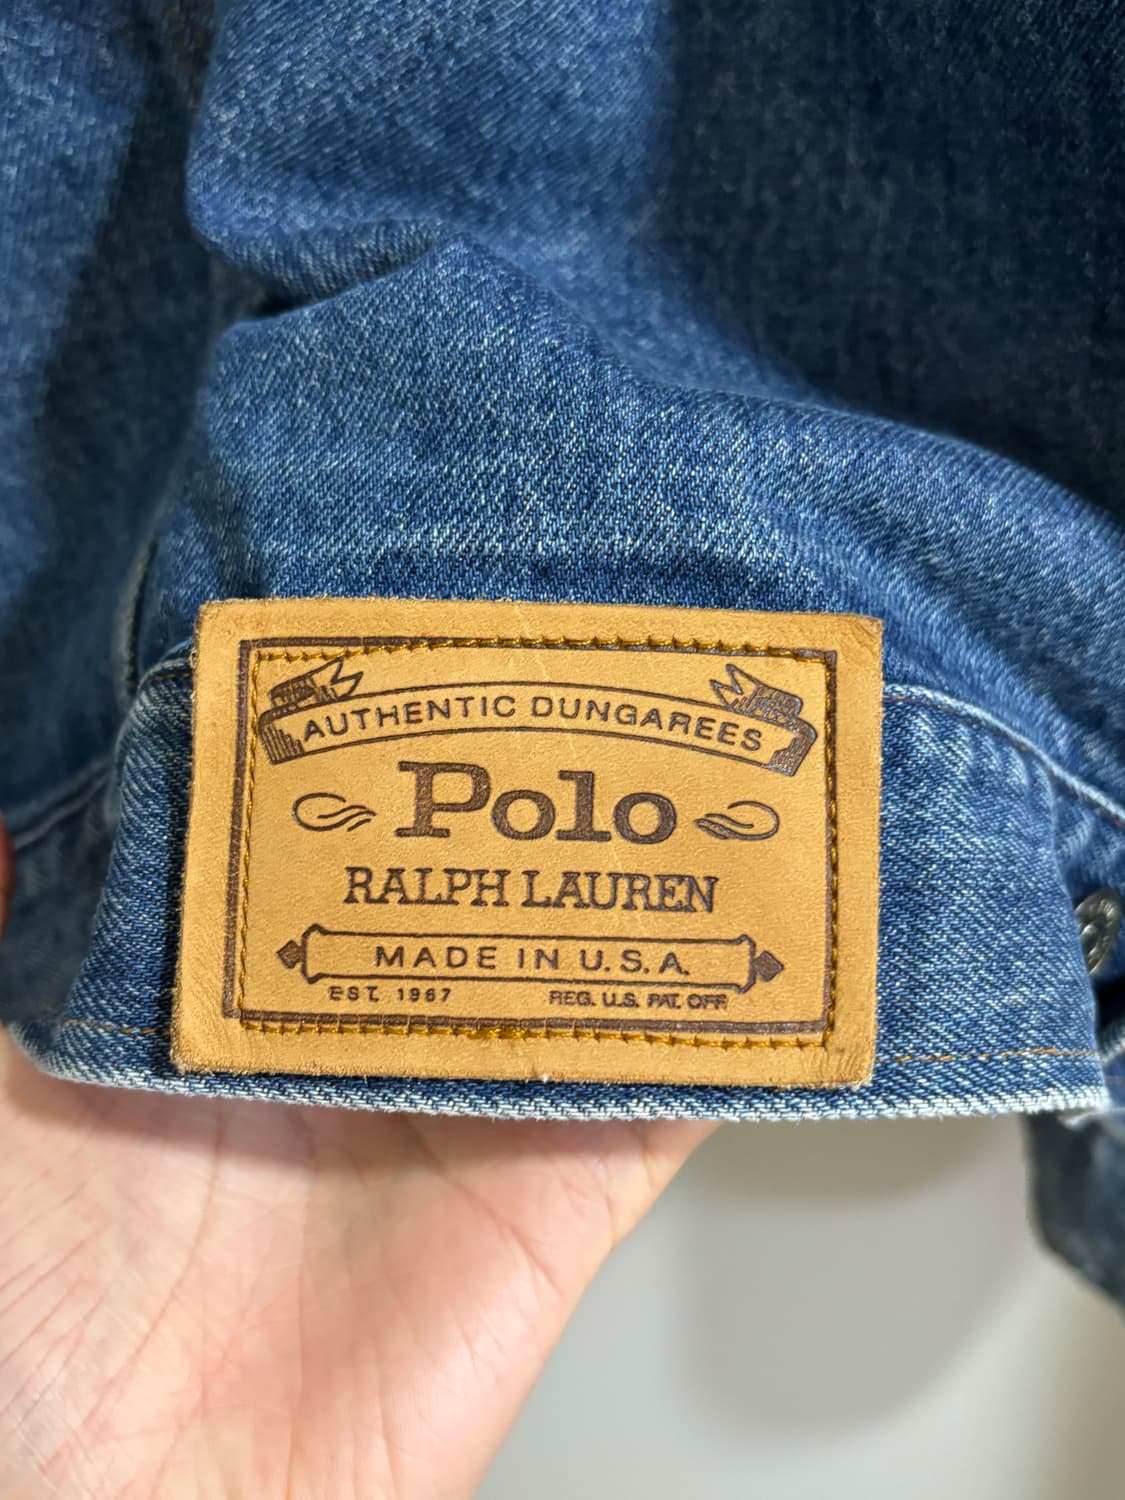 AUTHENTIC DUNGAREES
Polo
RALPH LAUREN
MADE IN U.S.A.
EST. 1967 REG. U.S. PAT. OFF